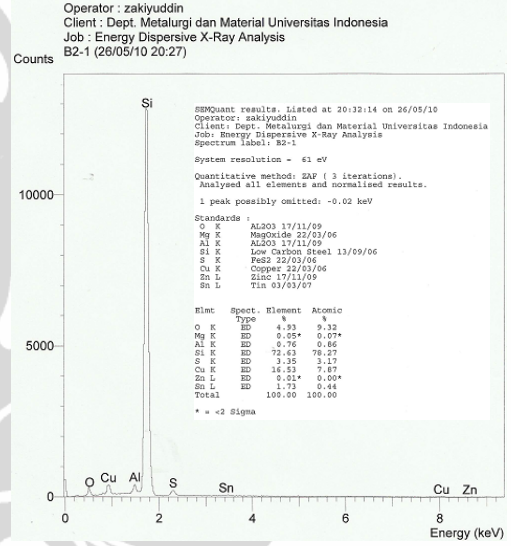 Operator : zakiyuddin
Client : Dept. Metalurgi dan Material Universitas Indonesia
Job : Energy Dispersive X-Ray Analysis
B2-1 (26/05/10 20:27)
Counts
Si
SEMQuant results. Listed at 20:32:14 on 26/05/10
Operator: zakiyuddin
Client: Dept. Metalurgi dan Material Universitas Indonesia
Job: Energy Dispersive X-Ray Analysis
Spectrum label: B2-1
System resolution = 61 eV
Quantitative method: ZAF ( 3 iterations).
Analysed all elements and normalised results.
1 peak possibly omitted: -0.02 keV
Standards :
O K AL2O3 17/11/09
Mg K MagOxide 22/03/06
Al K AL2O3 17/11/09
Si K Low Carbon Steel 13/09/06
S K FeS2 22/03/06
Cu K Copper 22/03/06
Zn L Zinc 17/11/09
Sn L Tin 03/03/07
Elmt Spect. Element Atomic
Type % %
O K ED 4.93 9.32
Mg K ED 0.05* 0.07*
Al K ED 0.76 0.86
Si K ED 72.63 78.27
S K ED 3.35 3.17
Cu K ED 16.53 7.87
Zn L ED 0.01* 0.00*
Sn L ED 1.73 0.44
Total 100.00 100.00
* = <2 Sigma
10000
5000
0
O Cu Al S Sn Cu Zn
0 2 4 6 8
Energy (keV)